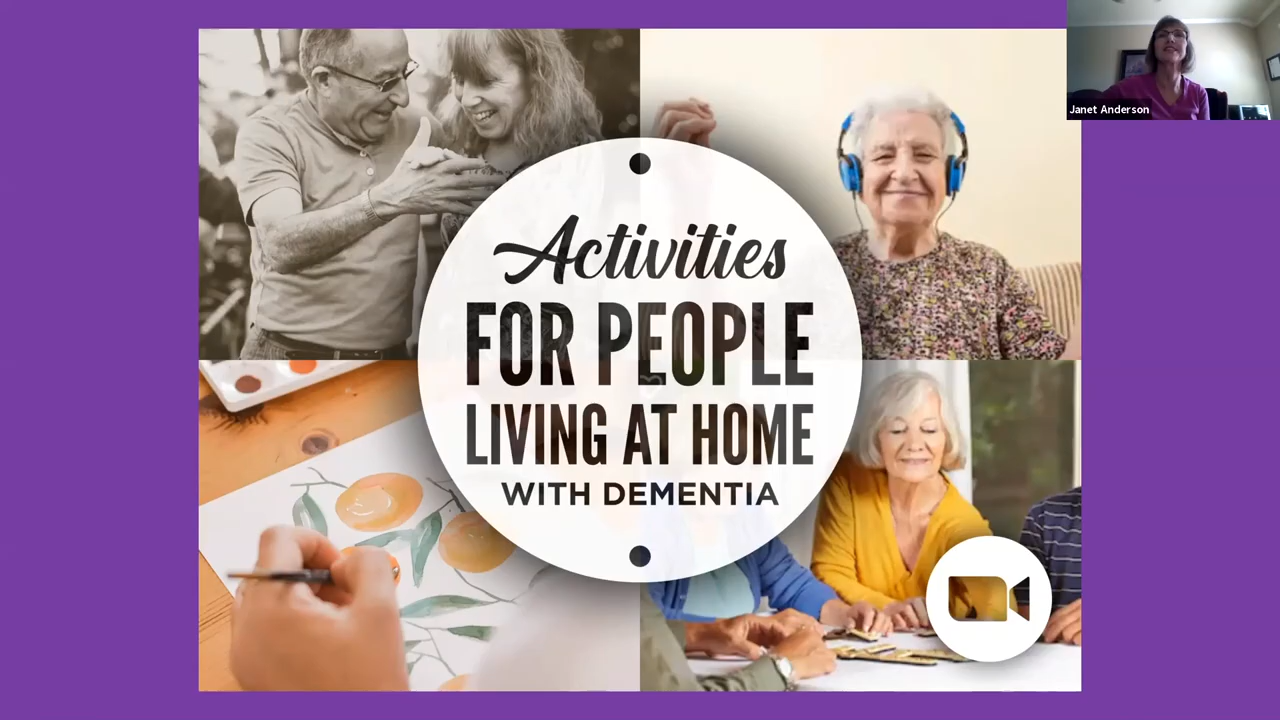 Janet Anderson
Activities
FOR PEOPLE
LIVING AT HOME
WITH DEMENTIA